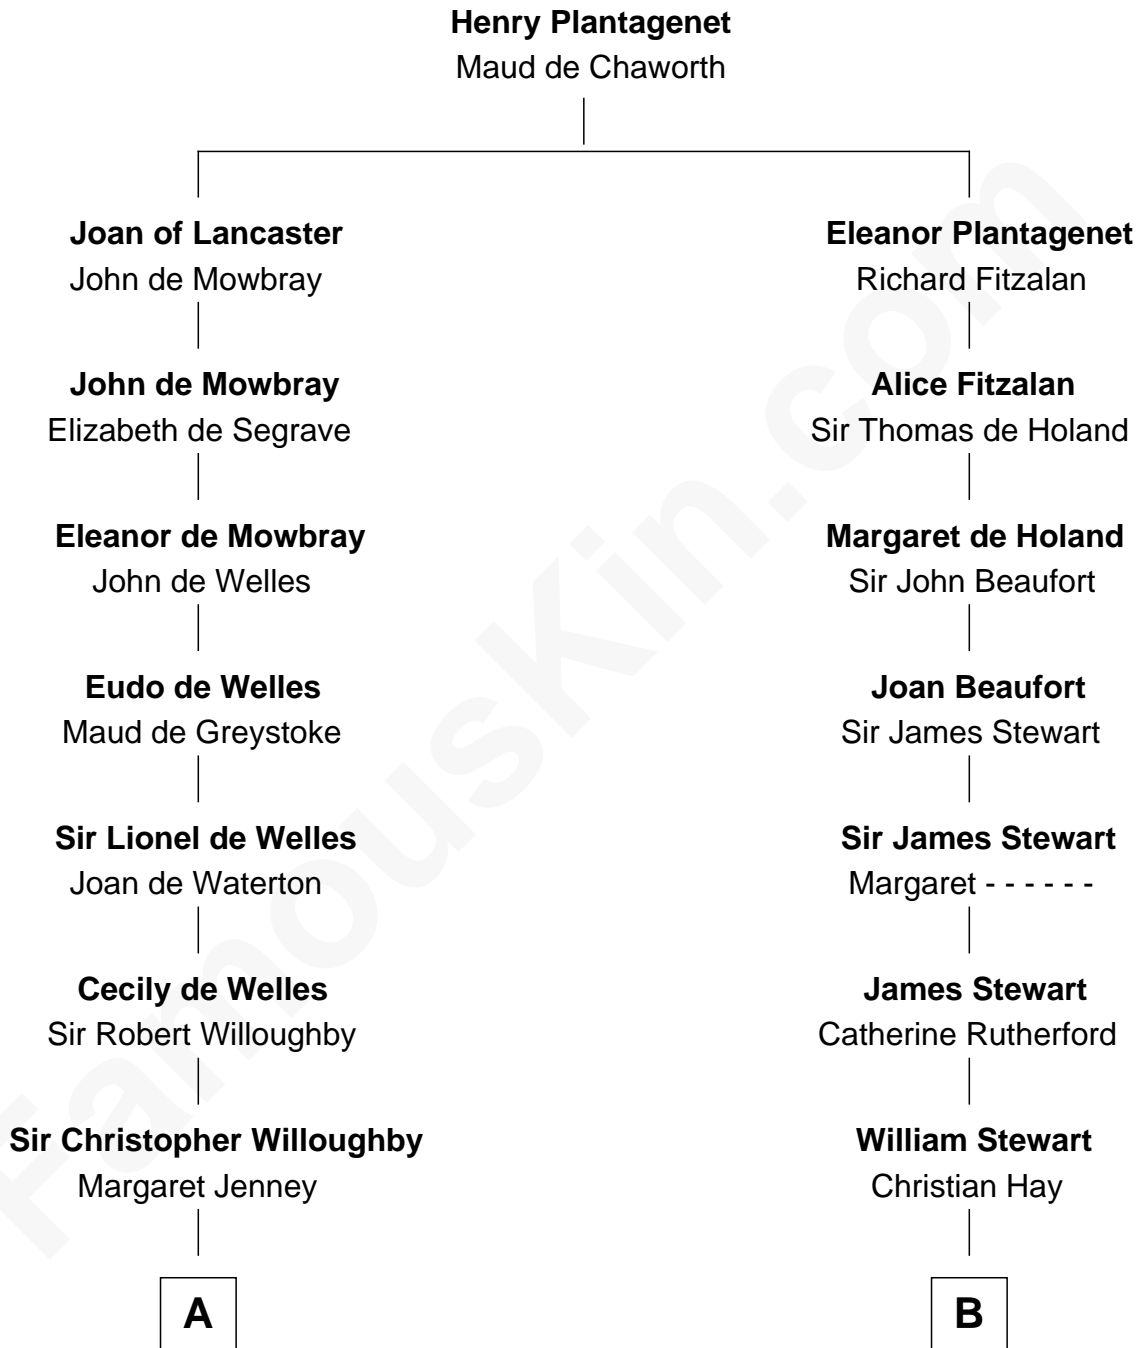 Henry Plantagenet
Maud de Chaworth
Joan of Lancaster
John de Mowbray
Eleanor Plantagenet
Richard Fitzalan
John de Mowbray
Elizabeth de Segrave
Alice Fitzalan
Sir Thomas de Holand
Eleanor de Mowbray
John de Welles
Margaret de Holand
Sir John Beaufort
Eudo de Welles
Maud de Greystoke
Joan Beaufort
Sir James Stewart
Sir Lionel de Welles
Joan de Waterton
Sir James Stewart
Margaret - - - - - -
Cecily de Welles
Sir Robert Willoughby
James Stewart
Catherine Rutherford
Sir Christopher Willoughby
Margaret Jenney
William Stewart
Christian Hay
A
B
FamousKin.com